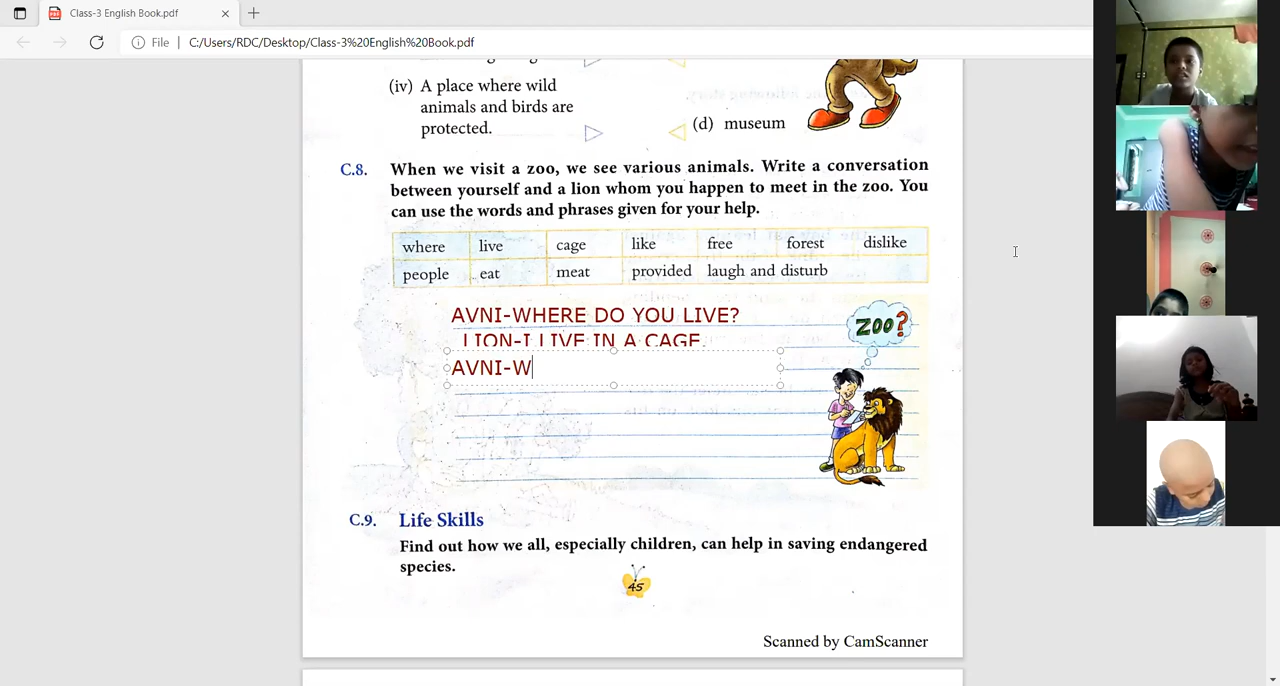 Class-3 English Book.pdf
File
C:/Users/RDC/Desktop/Class-3%20English%20Book.pdf
(iv) A place where wild
animals and birds are
protected.
(d) museum
C.8. When we visit a zoo, we see various animals. Write a conversation
between yourself and a lion whom you happen to meet in the zoo. You
can use the words and phrases given for your help.
where live cage like free forest dislike
people eat meat provided laugh and disturb
AVNI-WHERE DO YOU LIVE?
LION-I LIVE IN A CAGE.
AVNI-W
ZOO?
C.9. Life Skills
Find out how we all, especially children, can help in saving endangered
species.
45
Scanned by CamScanner